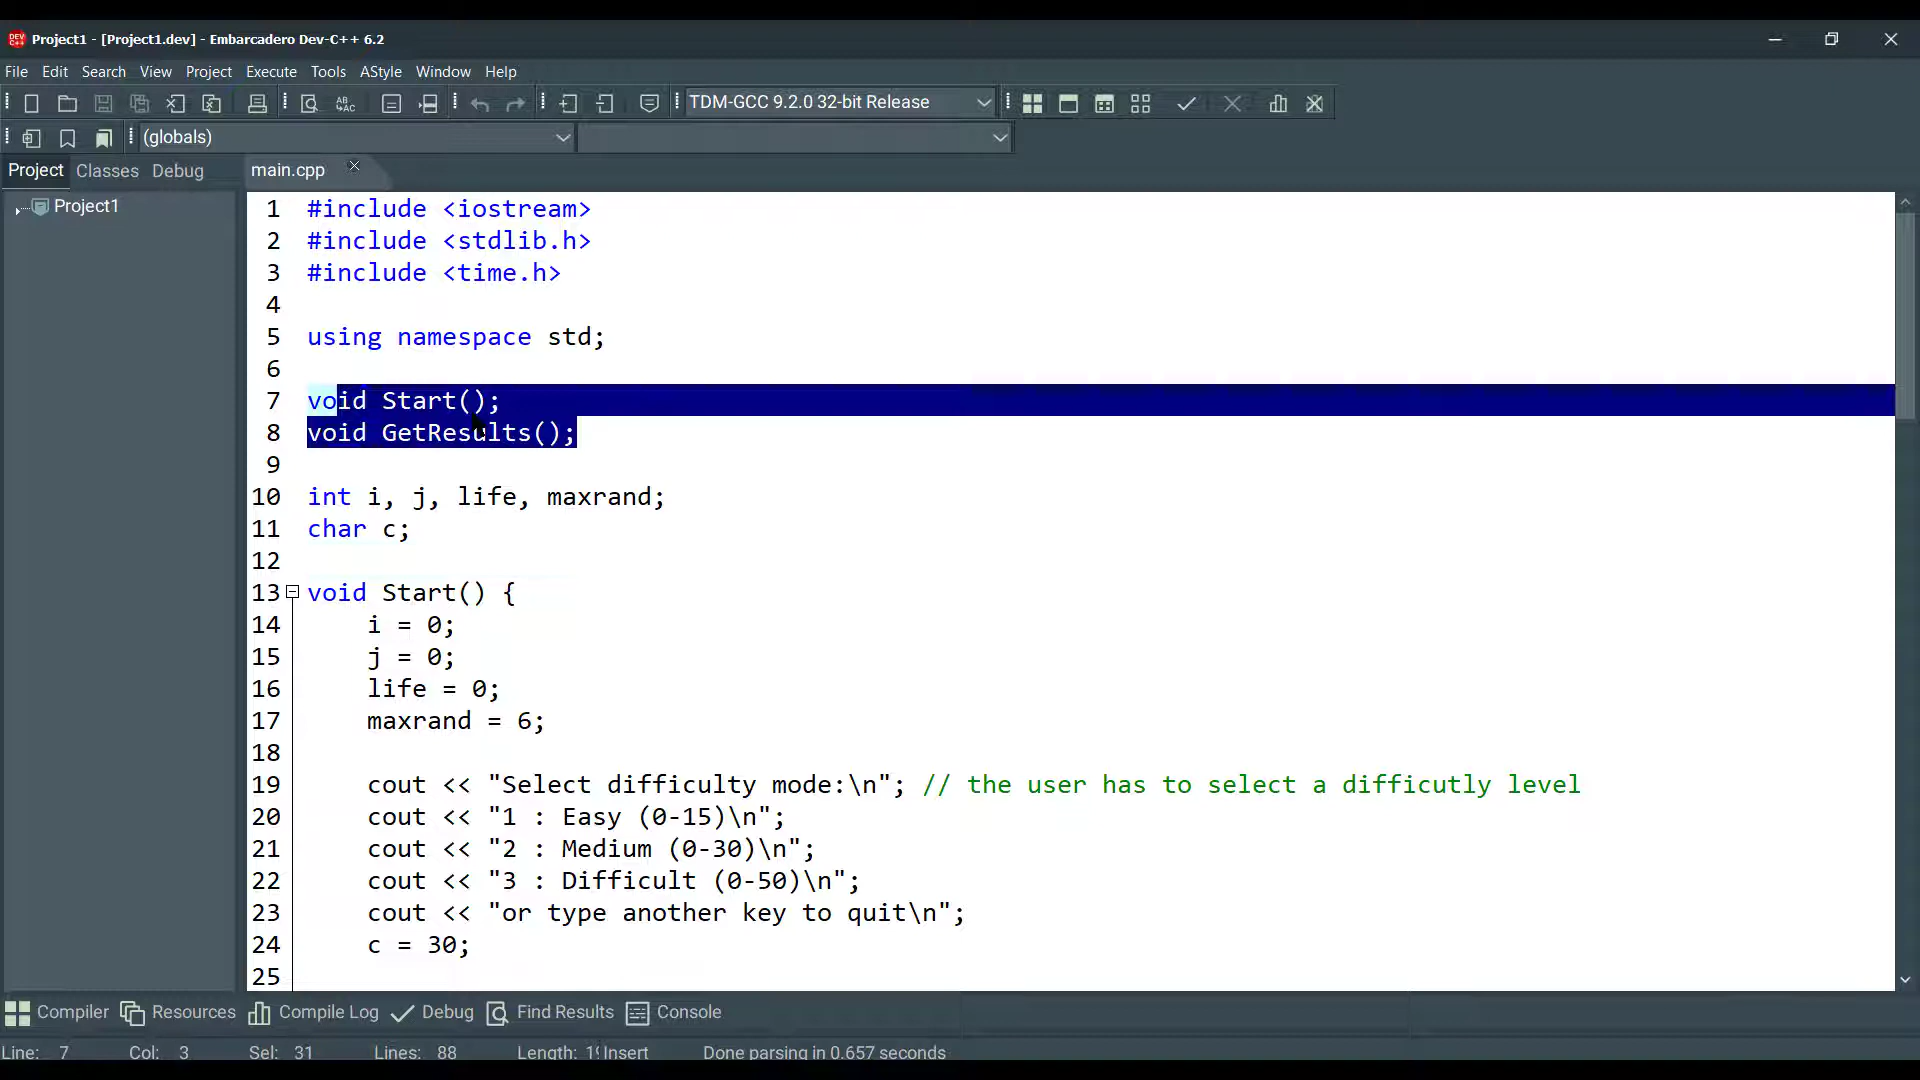 Project1 - [Project1.dev] - Embarcadero Dev-C++ 6.2
File Edit Search View Project Execute Tools AStyle Window Help
TDM-GCC 9.2.0 32-bit Release
(globals)
Project Classes Debug main.cpp
Project1
1 #include <iostream>
2 #include <stdlib.h>
3 #include <time.h>
4
5 using namespace std;
6
7 void Start();
8 void GetResults();
9
10 int i, j, life, maxrand;
11 char c;
12
13 void Start() {
14 i = 0;
15 j = 0;
16 life = 0;
17 maxrand = 6;
18
19 cout << "Select difficulty mode:\n"; // the user has to select a difficutly level
20 cout << "1 : Easy (0-15)\n";
21 cout << "2 : Medium (0-30)\n";
22 cout << "3 : Difficult (0-50)\n";
23 cout << "or type another key to quit\n";
24 c = 30;
25
Compiler Resources Compile Log Debug Find Results Console
Line: 7 Col: 3 Sel: 31 Lines: 88 Length: Insert Done parsing in 0.657 seconds